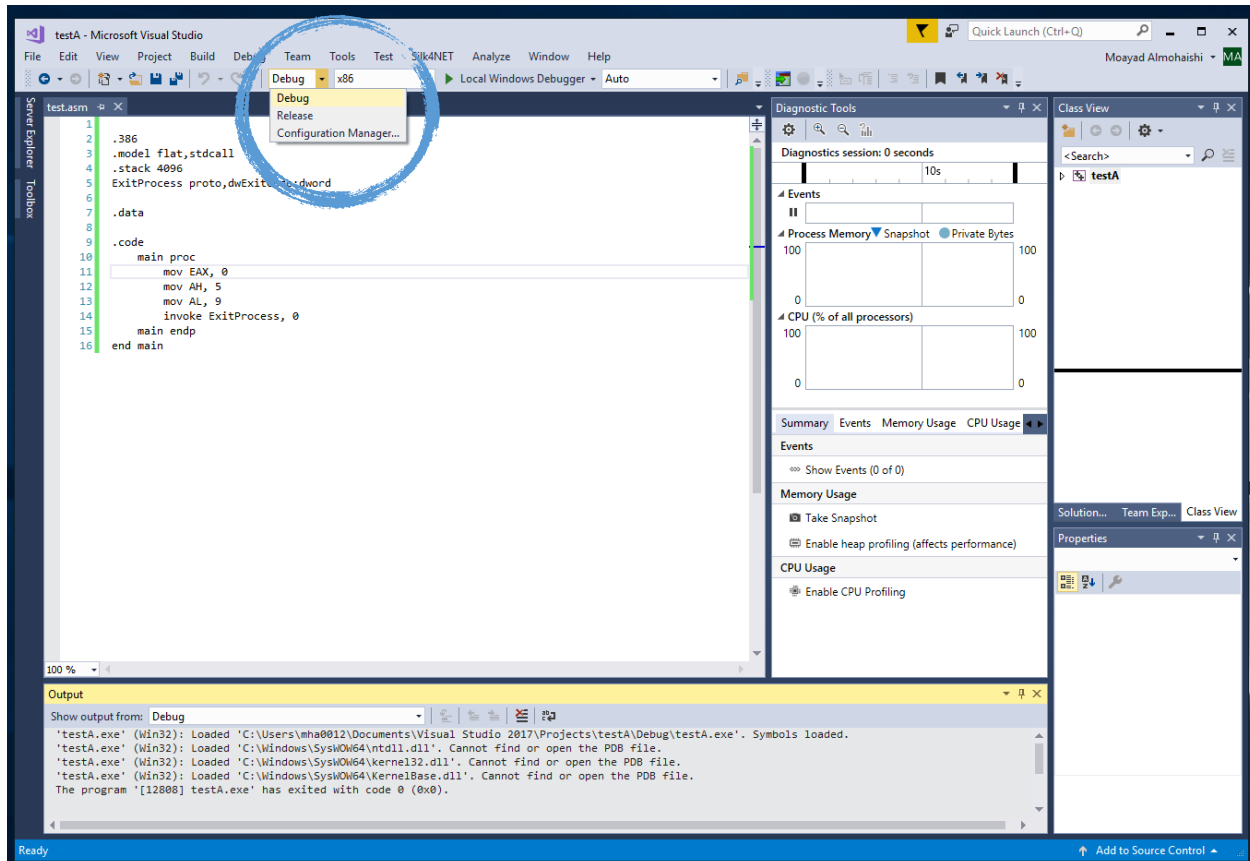 testA - Microsoft Visual Studio
Quick Launch (Ctrl+Q)
File Edit View Project Build Debug Team Tools Test Silk4NET Analyze Window Help
Moayad Almohaishi MA
Debug x86 Local Windows Debugger Auto
Debug
Release
Configuration Manager...
Server Explorer
Toolbox
test.asm
1
2 .386
3 .model flat,stdcall
4 .stack 4096
5 ExitProcess proto,dwExitCode:dword
6
7 .data
8
9 .code
10 main proc
11 mov EAX, 0
12 mov AH, 5
13 mov AL, 9
14 invoke ExitProcess, 0
15 main endp
16 end main
100 %
Diagnostic Tools
Diagnostics session: 0 seconds
10s
Events
Process Memory Snapshot Private Bytes
100 100
0 0
CPU (% of all processors)
100 100
0 0
Summary Events Memory Usage CPU Usage
Events
Show Events (0 of 0)
Memory Usage
Take Snapshot
Enable heap profiling (affects performance)
CPU Usage
Enable CPU Profiling
Class View
<Search>
testA
Solution... Team Exp... Class View
Properties
Output
Show output from: Debug
'testA.exe' (Win32): Loaded 'C:\Users\mha0012\Documents\Visual Studio 2017\Projects\testA\Debug\testA.exe'. Symbols loaded.
'testA.exe' (Win32): Loaded 'C:\Windows\SysWOW64\ntdll.dll'. Cannot find or open the PDB file.
'testA.exe' (Win32): Loaded 'C:\Windows\SysWOW64\kernel32.dll'. Cannot find or open the PDB file.
'testA.exe' (Win32): Loaded 'C:\Windows\SysWOW64\KernelBase.dll'. Cannot find or open the PDB file.
The program '[12808] testA.exe' has exited with code 0 (0x0).
Ready
Add to Source Control